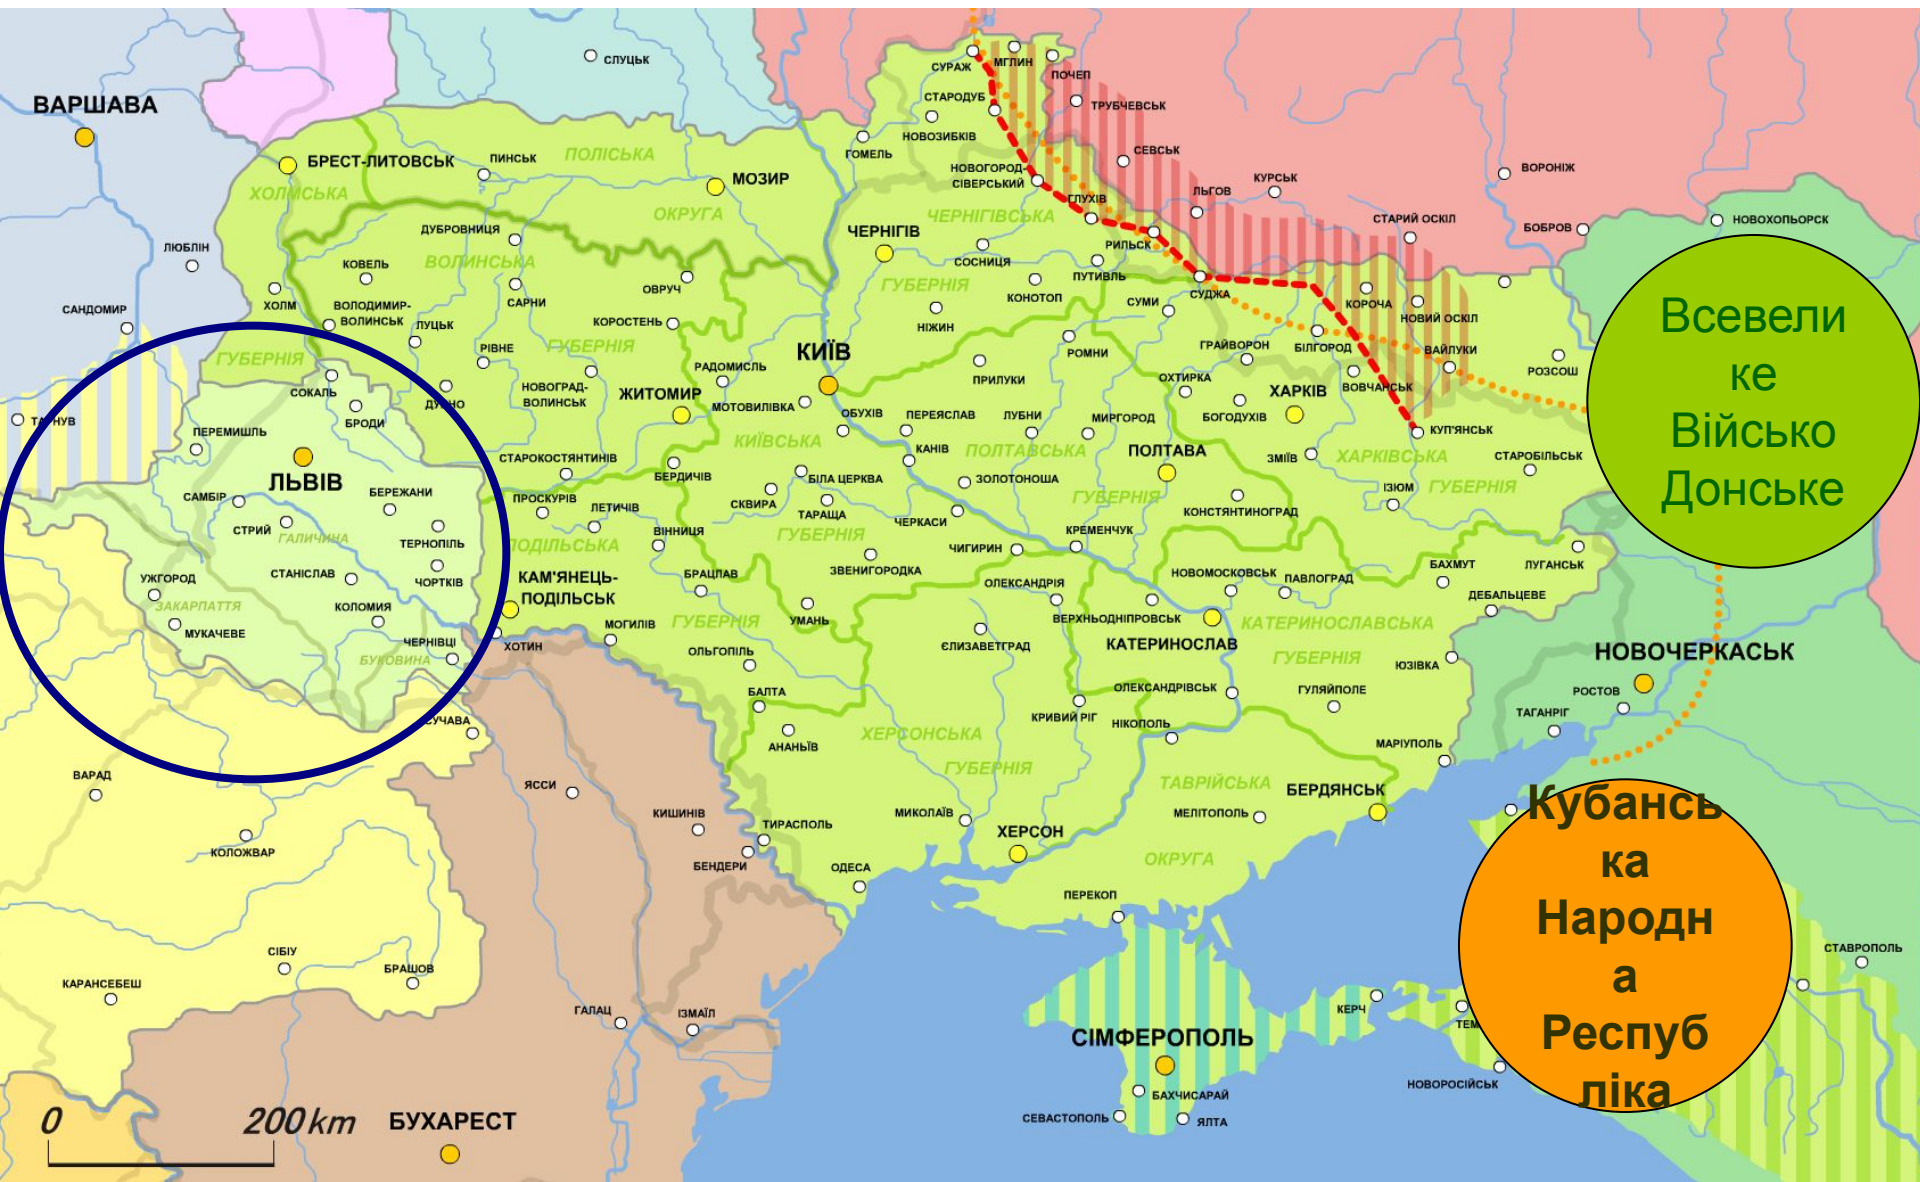 СЛУЦЬК
ВАРШАВА
СУРАЖ
МГЛИН
ПОЧЕП
СТАРОДУБ
ТРУБЧЕВСЬК
НОВОЗИБКІВ
ГОМЕЛЬ
БРЕСТ-ЛИТОВСЬК
ПИНСЬК
ПОЛІСЬКА
МОЗИР
СЕВСЬК
ВОРОНІЖ
НОВОГОРОД-
СІВЕРСЬКИЙ
КУРСЬК
ЛЬГОВ
ХОЛМСЬКА
ОКРУГА
ЧЕРНІГІВСЬКА
ГЛУХІВ
СТАРИЙ ОСКІЛ
БОБРОВ
НОВОХОПЬОРСК
ДУБРОВНИЦЯ
ЧЕРНІГІВ
РИЛЬСК
ЛЮБЛІН
КОВЕЛЬ
ВОЛИНСЬКА
СОСНИЦЯ
ПУТИВЛЬ
ОВРУЧ
ГУБЕРНІЯ
КОНОТОП
СУМИ
СУДЖА
КОРОЧА
ХОЛМ
ВОЛОДИМИР-
ВОЛИНСЬК
САРНИ
САНДОМИР
ЛУЦЬК
КОРОСТЕНЬ
НІЖИН
НОВИЙ ОСКІЛ
Всевели
ке
Військо
Донське
ГУБЕРНІЯ
РІВНЕ
ГУБЕРНІЯ
КИЇВ
РОМНИ
ГРАЙВОРОН
БІЛГОРОД
ВАЙЛУКИ
РОЗСОШ
РАДОМИСЛЬ
ПРИЛУКИ
ОХТИРКА
ВОВЧАНСЬК
СОКАЛЬ
НОВОГРАД-
ВОЛИНСЬК
ЖИТОМИР
МОТОВИЛІВКА
ХАРКІВ
ДУБНО
БРОДИ
ОБУХІВ
ПЕРЕЯСЛАВ
ЛУБНИ
МИРГОРОД
БОГОДУХІВ
ТАРНУВ
ПЕРЕМИШЛЬ
КИЇВСЬКА
КАНІВ
ПОЛТАВСЬКА
ПОЛТАВА
КУП'ЯНСЬК
СТАРОКОСТЯНТИНІВ
ЗМІЇВ
ХАРКІВСЬКА
СТАРОБІЛЬСЬК
ЛЬВІВ
БЕРДИЧІВ
БІЛА ЦЕРКВА
ЗОЛОТОНОША
САМБІР
БЕРЕЖАНИ
ПРОСКУРІВ
ЛЕТИЧІВ
СКВИРА
ТАРАЩА
ГУБЕРНІЯ
ІЗЮМ
ГУБЕРНІЯ
КОНСТЯНТИНОГРАД
СТРИЙ
ГАЛИЧИНА
ЧЕРКАСИ
КРЕМЕНЧУК
ТЕРНОПІЛЬ
ПОДІЛЬСЬКА
ВІННИЦЯ
ГУБЕРНІЯ
ЧИГИРИН
СТАНІСЛАВ
УЖГОРОД
ЧОРТКІВ
КАМ'ЯНЕЦЬ-
ПОДІЛЬСЬК
БРАЦЛАВ
ЗВЕНИГОРОДКА
ОЛЕКСАНДРІЯ
НОВОМОСКОВСЬК
ПАВЛОГРАД
БАХМУТ
ЛУГАНСЬК
ЗАКАРПАТТЯ
КОЛОМИЯ
ДЕБАЛЬЦЕВЕ
МУКАЧЕВЕ
МОГИЛІВ
ГУБЕРНІЯ
УМАНЬ
ВЕРХНЬОДНІПРОВСЬК
КАТЕРИНОСЛАВСЬКА
ЧЕРНІВЦІ
ХОТИН
БУКОВИНА
ОЛЬГОПІЛЬ
ЄЛИЗАВЕТГРАД
КАТЕРИНОСЛАВ
ГУБЕРНІЯ
ЮЗІВКА
НОВОЧЕРКАСЬК
БАЛТА
ОЛЕКСАНДРІВСЬК
ГУЛЯЙПОЛЕ
РОСТОВ
СУЧАВА
КРИВИЙ РІГ
НІКОПОЛЬ
ТАГАНРІГ
АНАНЬЇВ
ХЕРСОНСЬКА
МАРІУПОЛЬ
ВАРАД
ЯССИ
ГУБЕРНІЯ
ТАВРІЙСЬКА
БЕРДЯНСЬК
КИШИНІВ
ТИРАСПОЛЬ
МИКОЛАЇВ
МЕЛІТОПОЛЬ
ХЕРСОН
КОЛОЖВАР
БЕНДЕРИ
ОДЕСА
ОКРУГА
ПЕРЕКОП
Кубансь
ка
Народн
а
Респуб
ліка
СІБІУ
БРАШОВ
СТАВРОПОЛЬ
КАРАНСЕБЕШ
ГАЛАЦ
ІЗМАЇЛ
КЕРЧ
ТЕМ
СІМФЕРОПОЛЬ
НОВОРОСІЙСЬК
БАХЧИСАРАЙ
СЕВАСТОПОЛЬ
ЯЛТА
0 200 km
БУХАРЕСТ